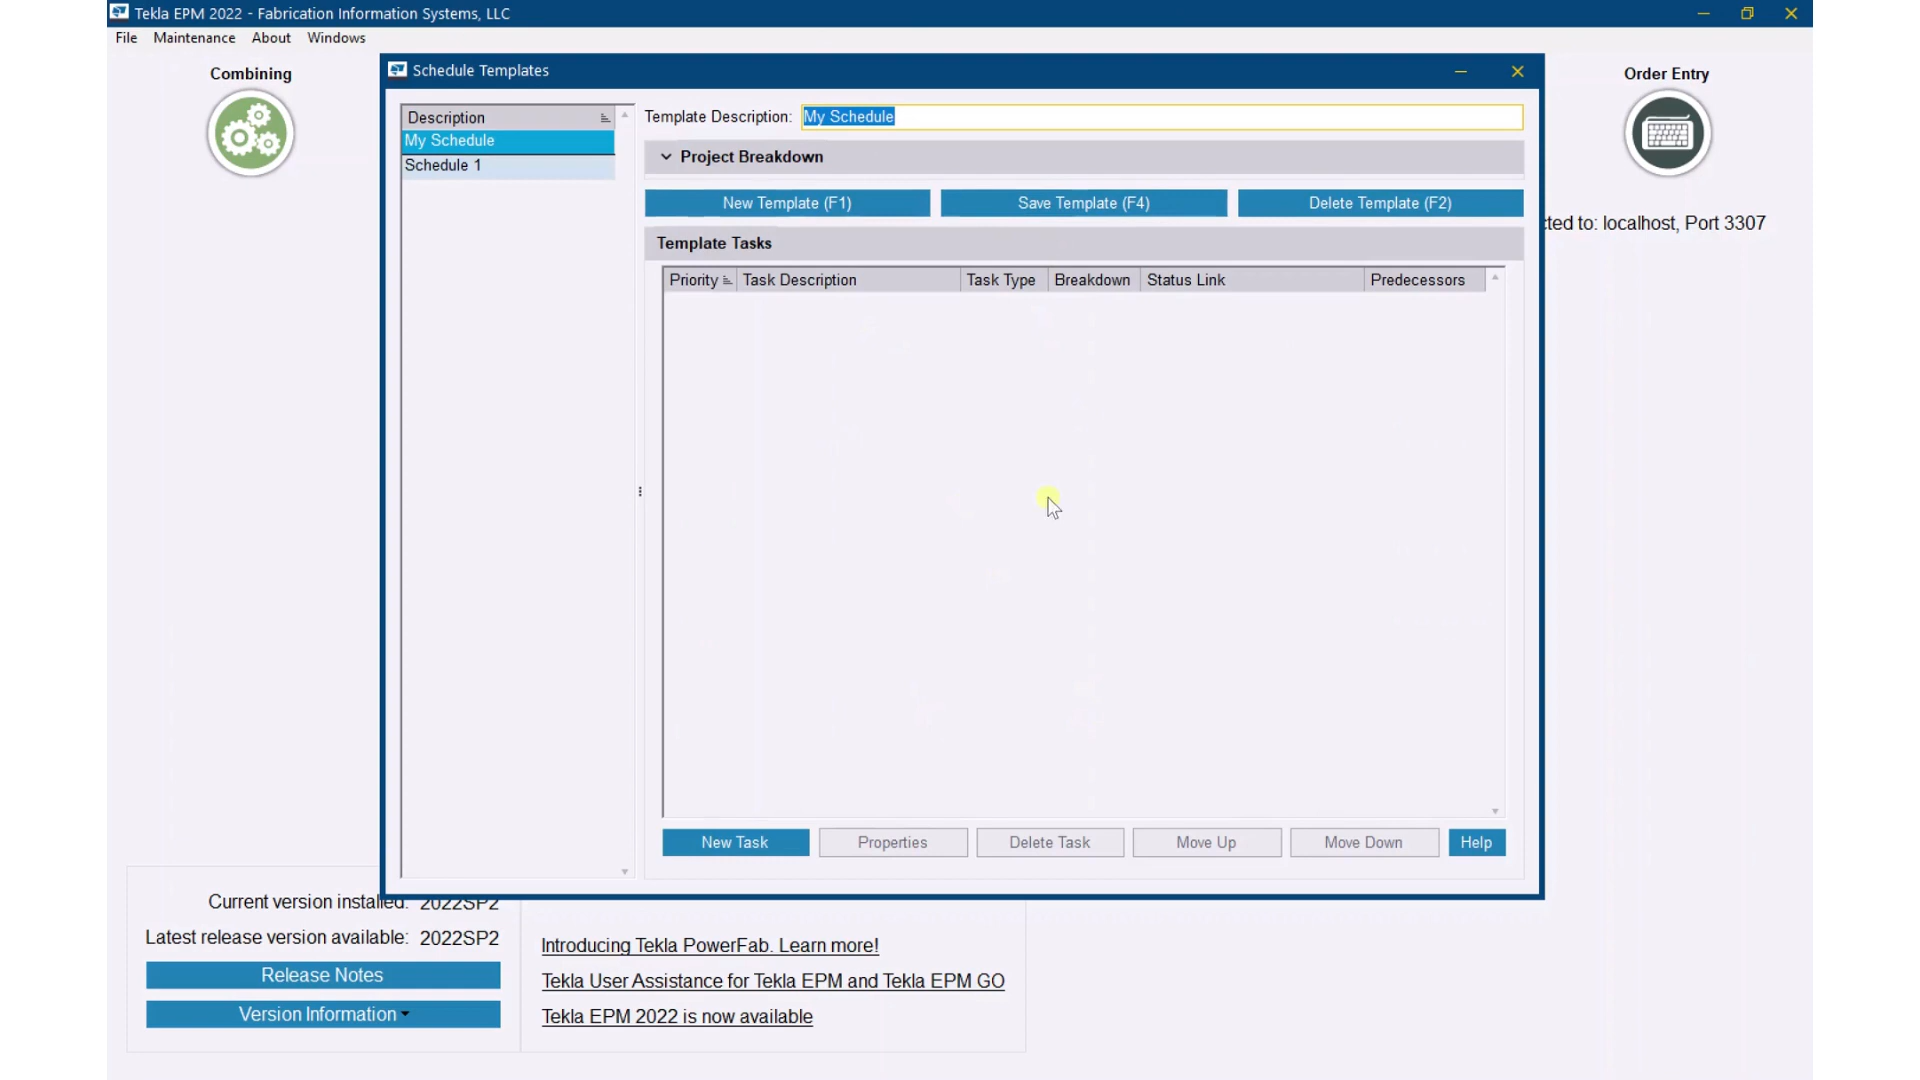 Tekla EPM 2022 - Fabrication Information Systems, LLC
File Maintenance About Windows
Combining
Order Entry
Schedule Templates
Description
My Schedule
Schedule 1
Template Description: My Schedule
Project Breakdown
New Template (F1) Save Template (F4) Delete Template (F2)
cted to: localhost, Port 3307
Template Tasks
Priority Task Description Task Type Breakdown Status Link Predecessors
New Task Properties Delete Task Move Up Move Down Help
Current version installed: 2022SP2
Latest release version available: 2022SP2
Release Notes
Version Information
Introducing Tekla PowerFab. Learn more!
Tekla User Assistance for Tekla EPM and Tekla EPM GO
Tekla EPM 2022 is now available